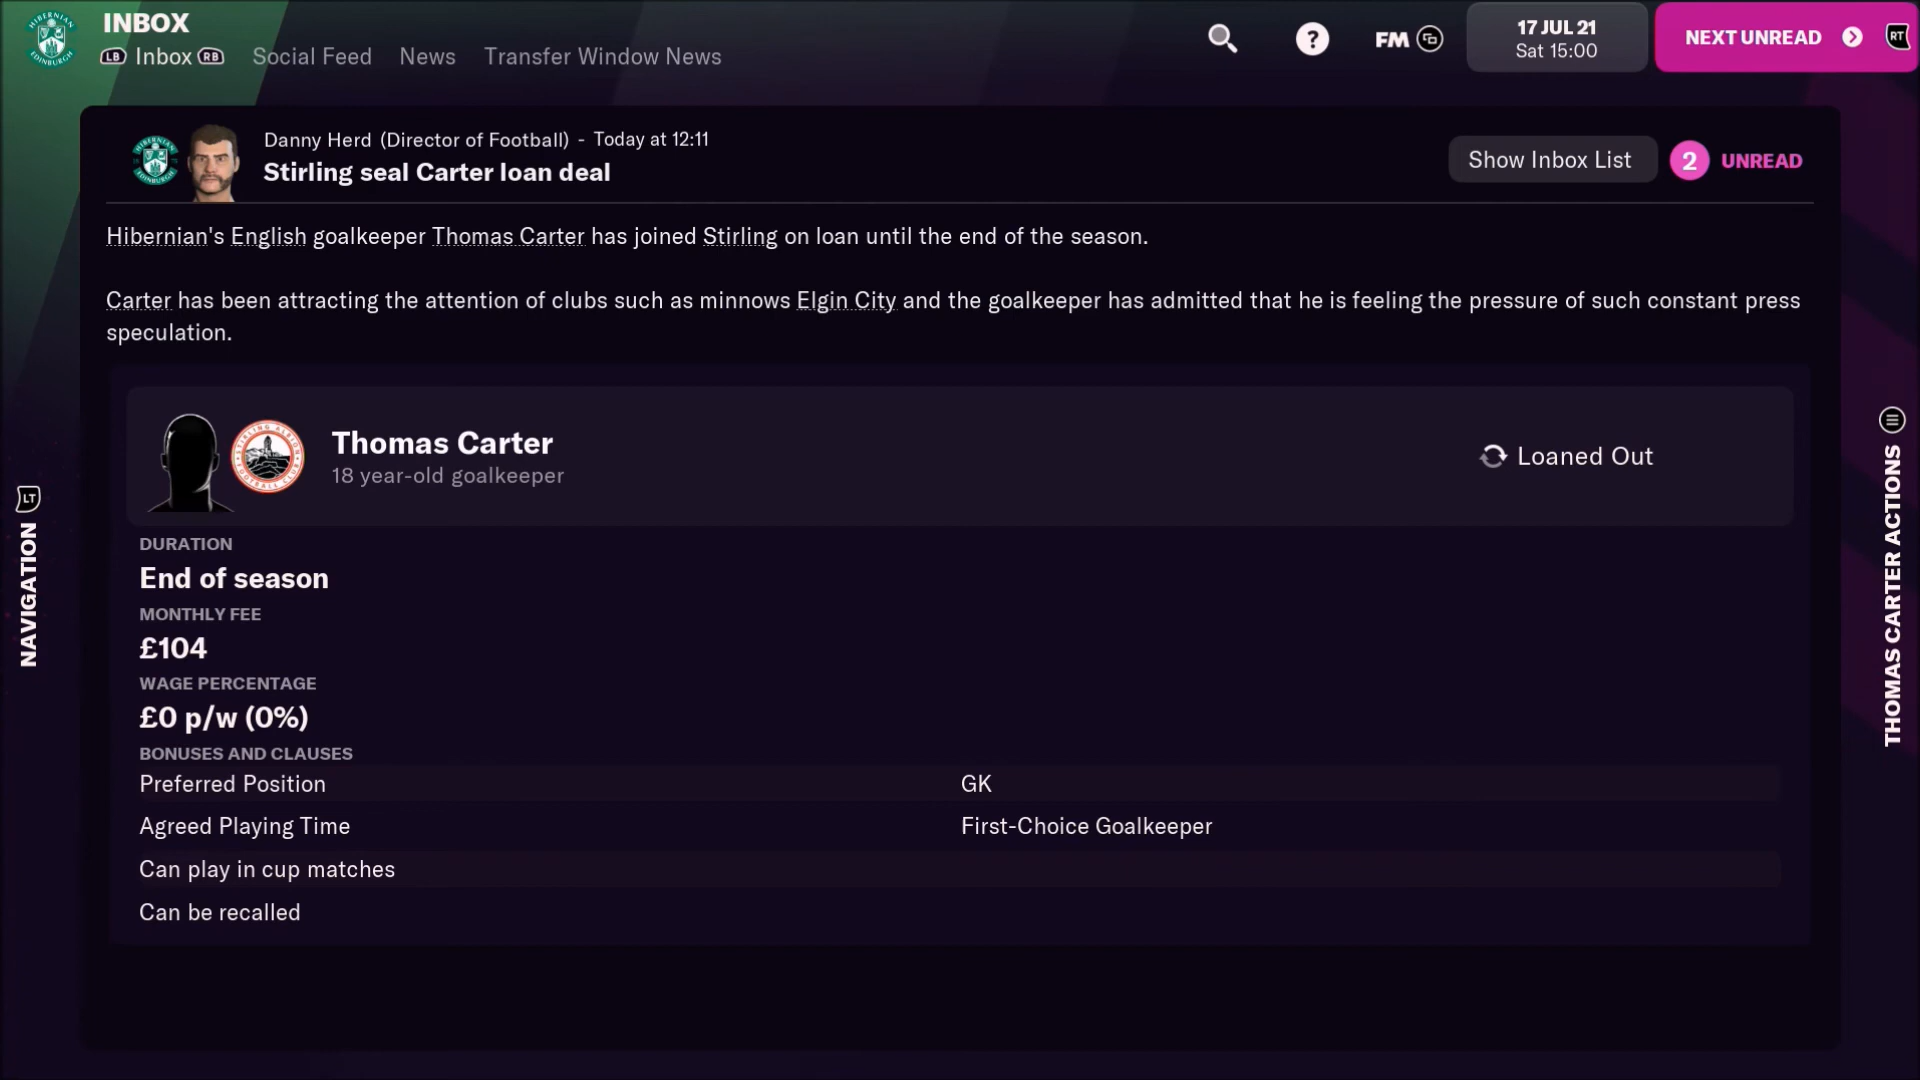 INBOX
LB Inbox RB Social Feed News Transfer Window News
FM
17 JUL 21
Sat 15:00
NEXT UNREAD RT
Danny Herd (Director of Football) - Today at 12:11
Stirling seal Carter loan deal
Show Inbox List 2 UNREAD
Hibernian's English goalkeeper Thomas Carter has joined Stirling on loan until the end of the season.
Carter has been attracting the attention of clubs such as minnows Elgin City and the goalkeeper has admitted that he is feeling the pressure of such constant press
speculation.
Thomas Carter
18 year-old goalkeeper
Loaned Out
DURATION
End of season
MONTHLY FEE
£104
WAGE PERCENTAGE
£0 p/w (0%)
BONUSES AND CLAUSES
Preferred Position GK
Agreed Playing Time First-Choice Goalkeeper
Can play in cup matches
Can be recalled
NAVIGATION LT
THOMAS CARTER ACTIONS
HIBERNIAN
EDINBURGH
STIRLING ALBION
FOOTBALL CLUB